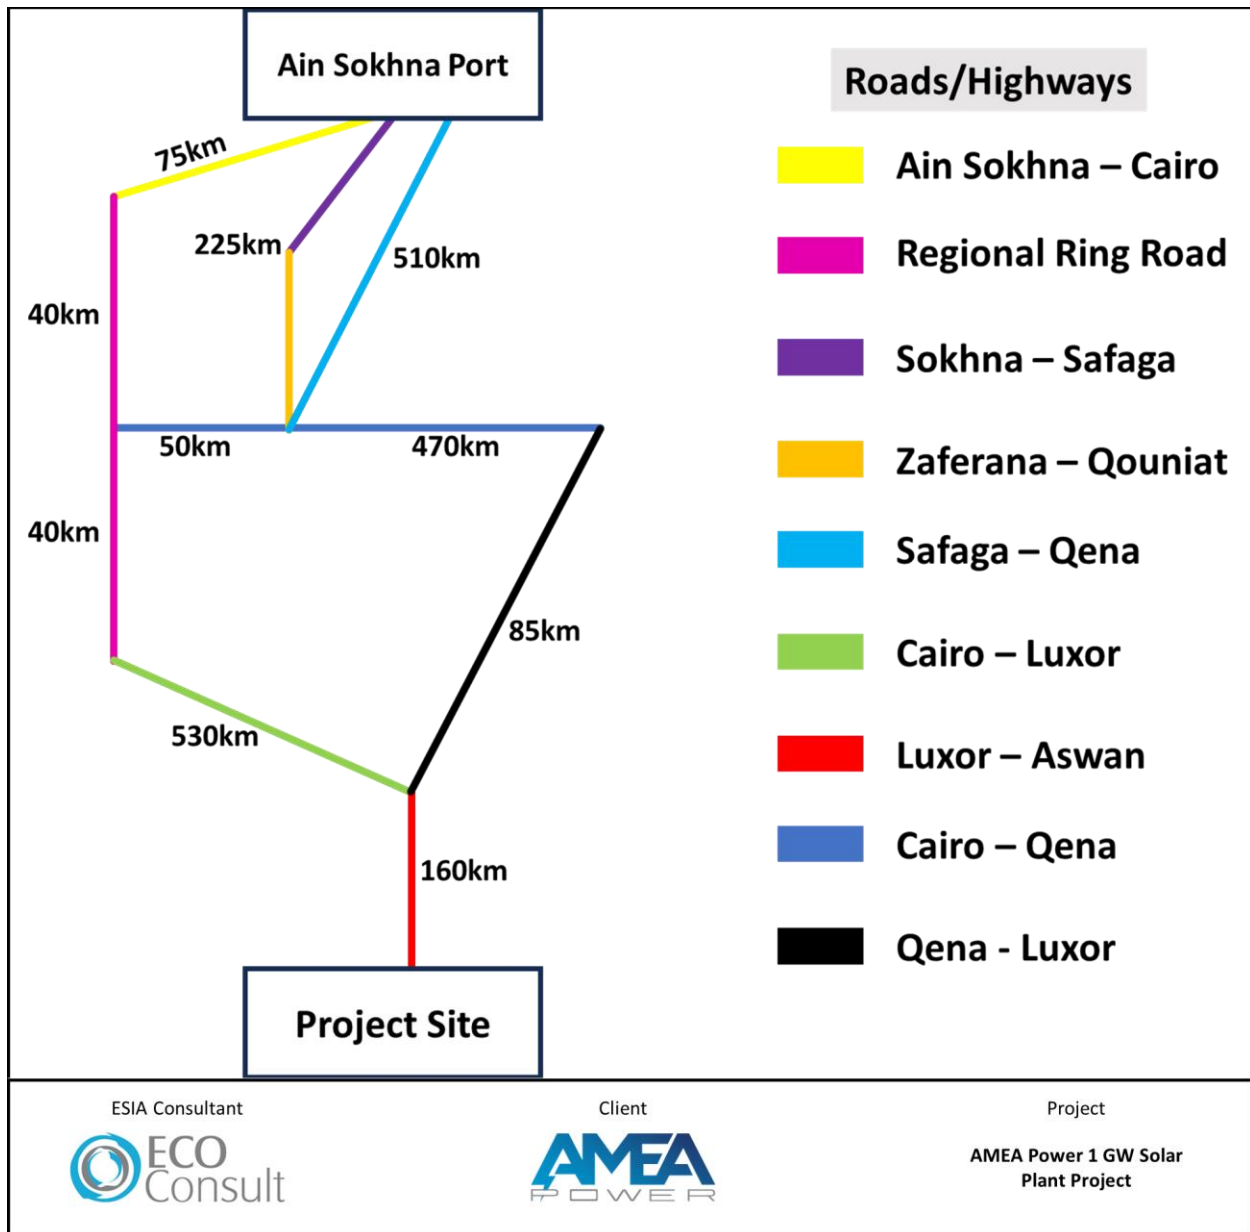 Ain Sokhna Port
75km
225km
510km
40km
50km
470km
40km
85km
530km
160km
Project Site
Roads/Highways
Ain Sokhna – Cairo
Regional Ring Road
Sokhna – Safaga
Zaferana – Qouniat
Safaga – Qena
Cairo – Luxor
Luxor – Aswan
Cairo – Qena
Qena - Luxor
ESIA Consultant
ECO
Consult
Client
AMEA
POWER
Project
AMEA Power 1 GW Solar
Plant Project